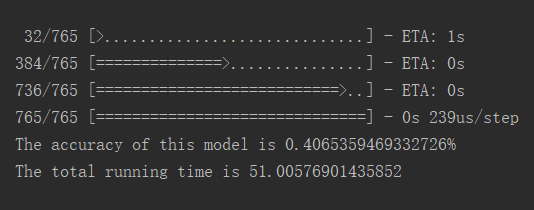 32/765 [>.............................] - ETA: 1s
384/765 [==============>...............] - ETA: 0s
736/765 [===========================>..] - ETA: 0s
765/765 [==============================] - 0s 239us/step
The accuracy of this model is 0.4065359469332726%
The total running time is 51.00576901435852